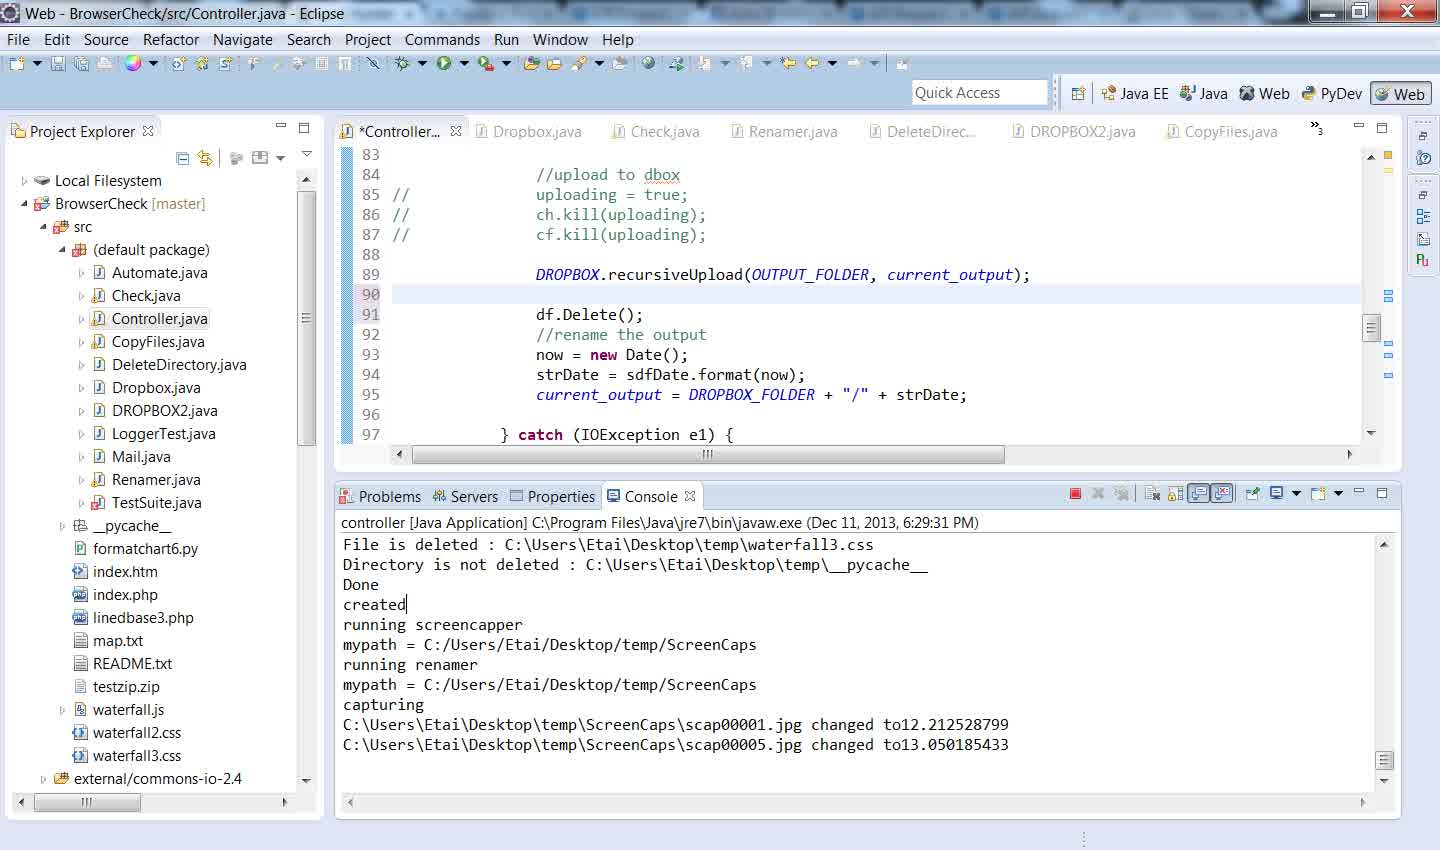 Web - BrowserCheck/src/Controller.java - Eclipse
File Edit Source Refactor Navigate Search Project Commands Run Window Help
Quick Access
Java EE Java Web PyDev Web
Project Explorer
Local Filesystem
BrowserCheck [master]
src
(default package)
Automate.java
Check.java
Controller.java
CopyFiles.java
DeleteDirectory.java
Dropbox.java
DROPBOX2.java
LoggerTest.java
Mail.java
Renamer.java
TestSuite.java
__pycache__
formatchart6.py
index.htm
index.php
linedbase3.php
map.txt
README.txt
testzip.zip
waterfall.js
waterfall2.css
waterfall3.css
external/commons-io-2.4
*Controller... Dropbox.java Check.java Renamer.java DeleteDirec... DROPBOX2.java CopyFiles.java »3
83
84 //upload to dbox
85 // uploading = true;
86 // ch.kill(uploading);
87 // cf.kill(uploading);
88
89 DROPBOX.recursiveUpload(OUTPUT_FOLDER, current_output);
90
91 df.Delete();
92 //rename the output
93 now = new Date();
94 strDate = sdfDate.format(now);
95 current_output = DROPBOX_FOLDER + "/" + strDate;
96
97 } catch (IOException e1) {
Problems Servers Properties Console
controller [Java Application] C:\Program Files\Java\jre7\bin\javaw.exe (Dec 11, 2013, 6:29:31 PM)
File is deleted : C:\Users\Etai\Desktop\temp\waterfall3.css
Directory is not deleted : C:\Users\Etai\Desktop\temp\__pycache__
Done
created
running screencapper
mypath = C:/Users/Etai/Desktop/temp/ScreenCaps
running renamer
mypath = C:/Users/Etai/Desktop/temp/ScreenCaps
capturing
C:\Users\Etai\Desktop\temp\ScreenCaps\scap00001.jpg changed to12.212528799
C:\Users\Etai\Desktop\temp\ScreenCaps\scap00005.jpg changed to13.050185433